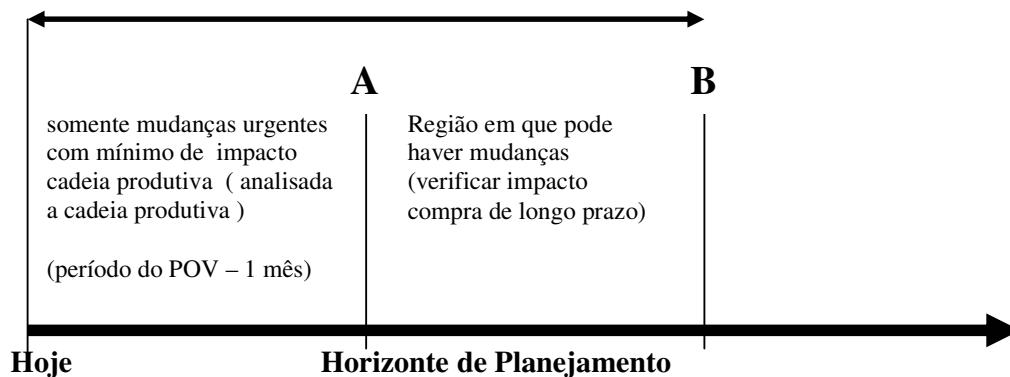 A
B
somente mudanças urgentes
com mínimo de impacto
cadeia produtiva ( analisada
a cadeia produtiva )
(período do POV – 1 mês)
Região em que pode
haver mudanças
(verificar impacto
compra de longo prazo)
Hoje
Horizonte de Planejamento